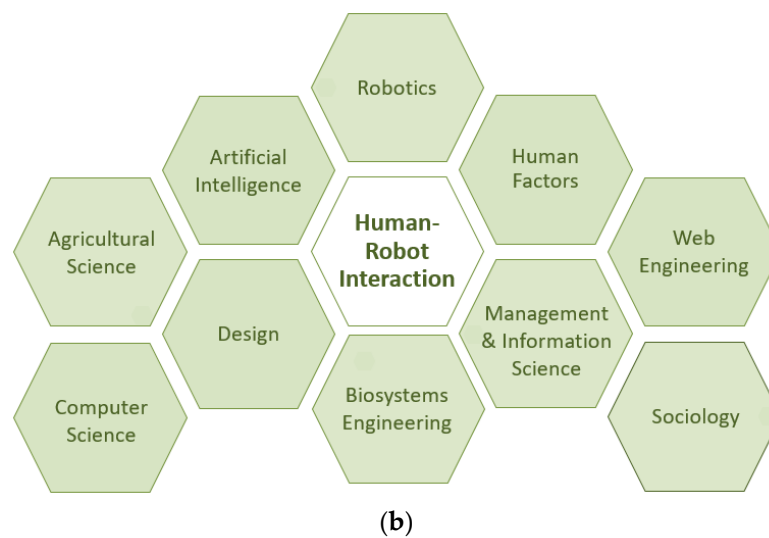 Robotics
Artificial
Intelligence
Human
Factors
Agricultural
Science
Human-
Robot
Interaction
Web
Engineering
Design
Management
& Information
Science
Computer
Science
Biosystems
Engineering
Sociology
(b)